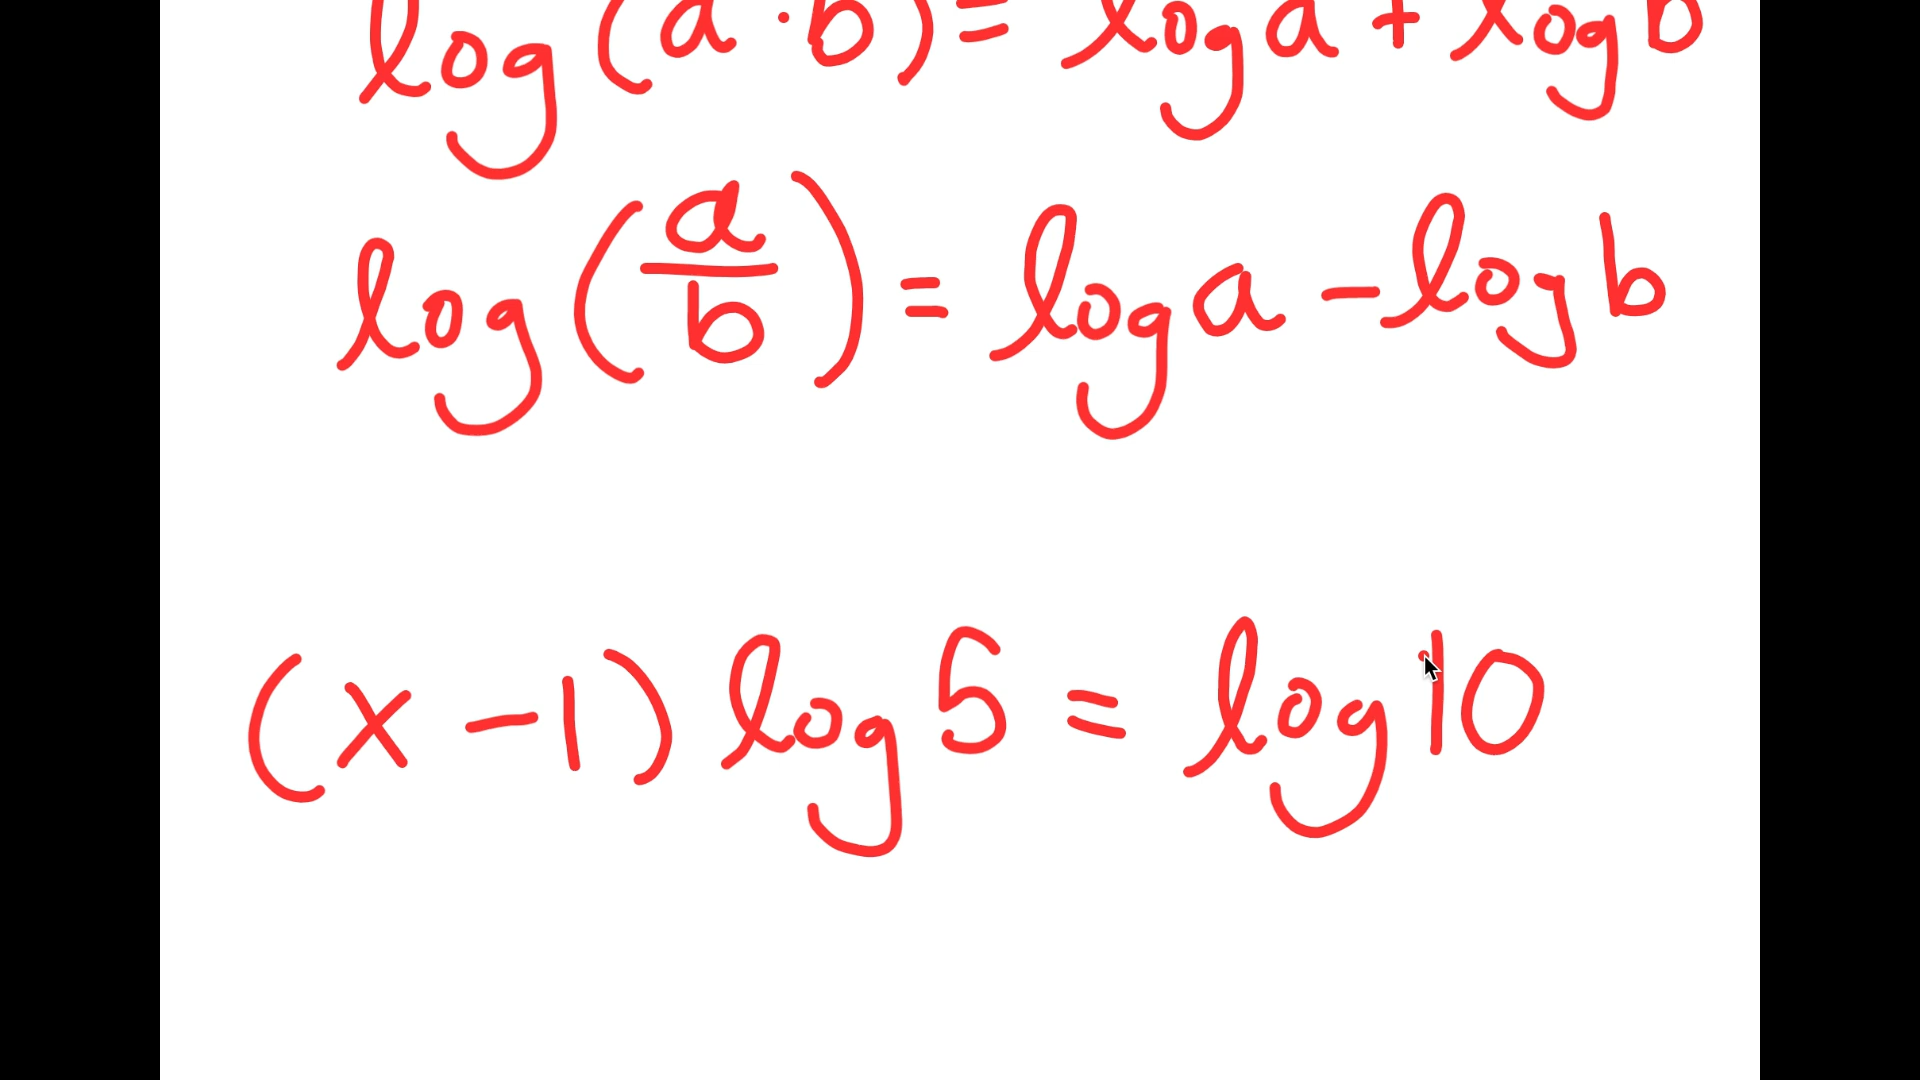 log(a·b) = log a + log b
log(a/b) = log a - log b
(x-1) log 5 = log 10